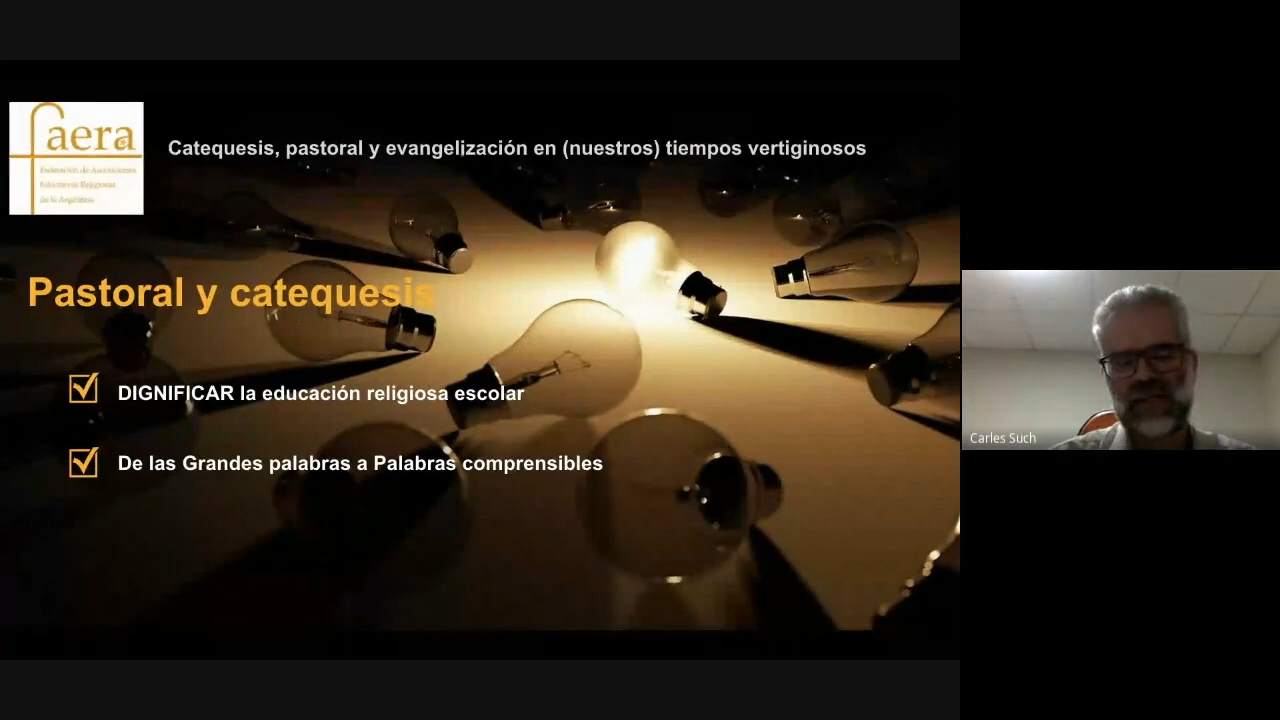 faera
Federación de Asociaciones
Educativas Religiosas
de la Argentina
Catequesis, pastoral y evangelización en (nuestros) tiempos vertiginosos
Pastoral y catequesis
DIGNIFICAR la educación religiosa escolar
De las Grandes palabras a Palabras comprensibles
Carles Such